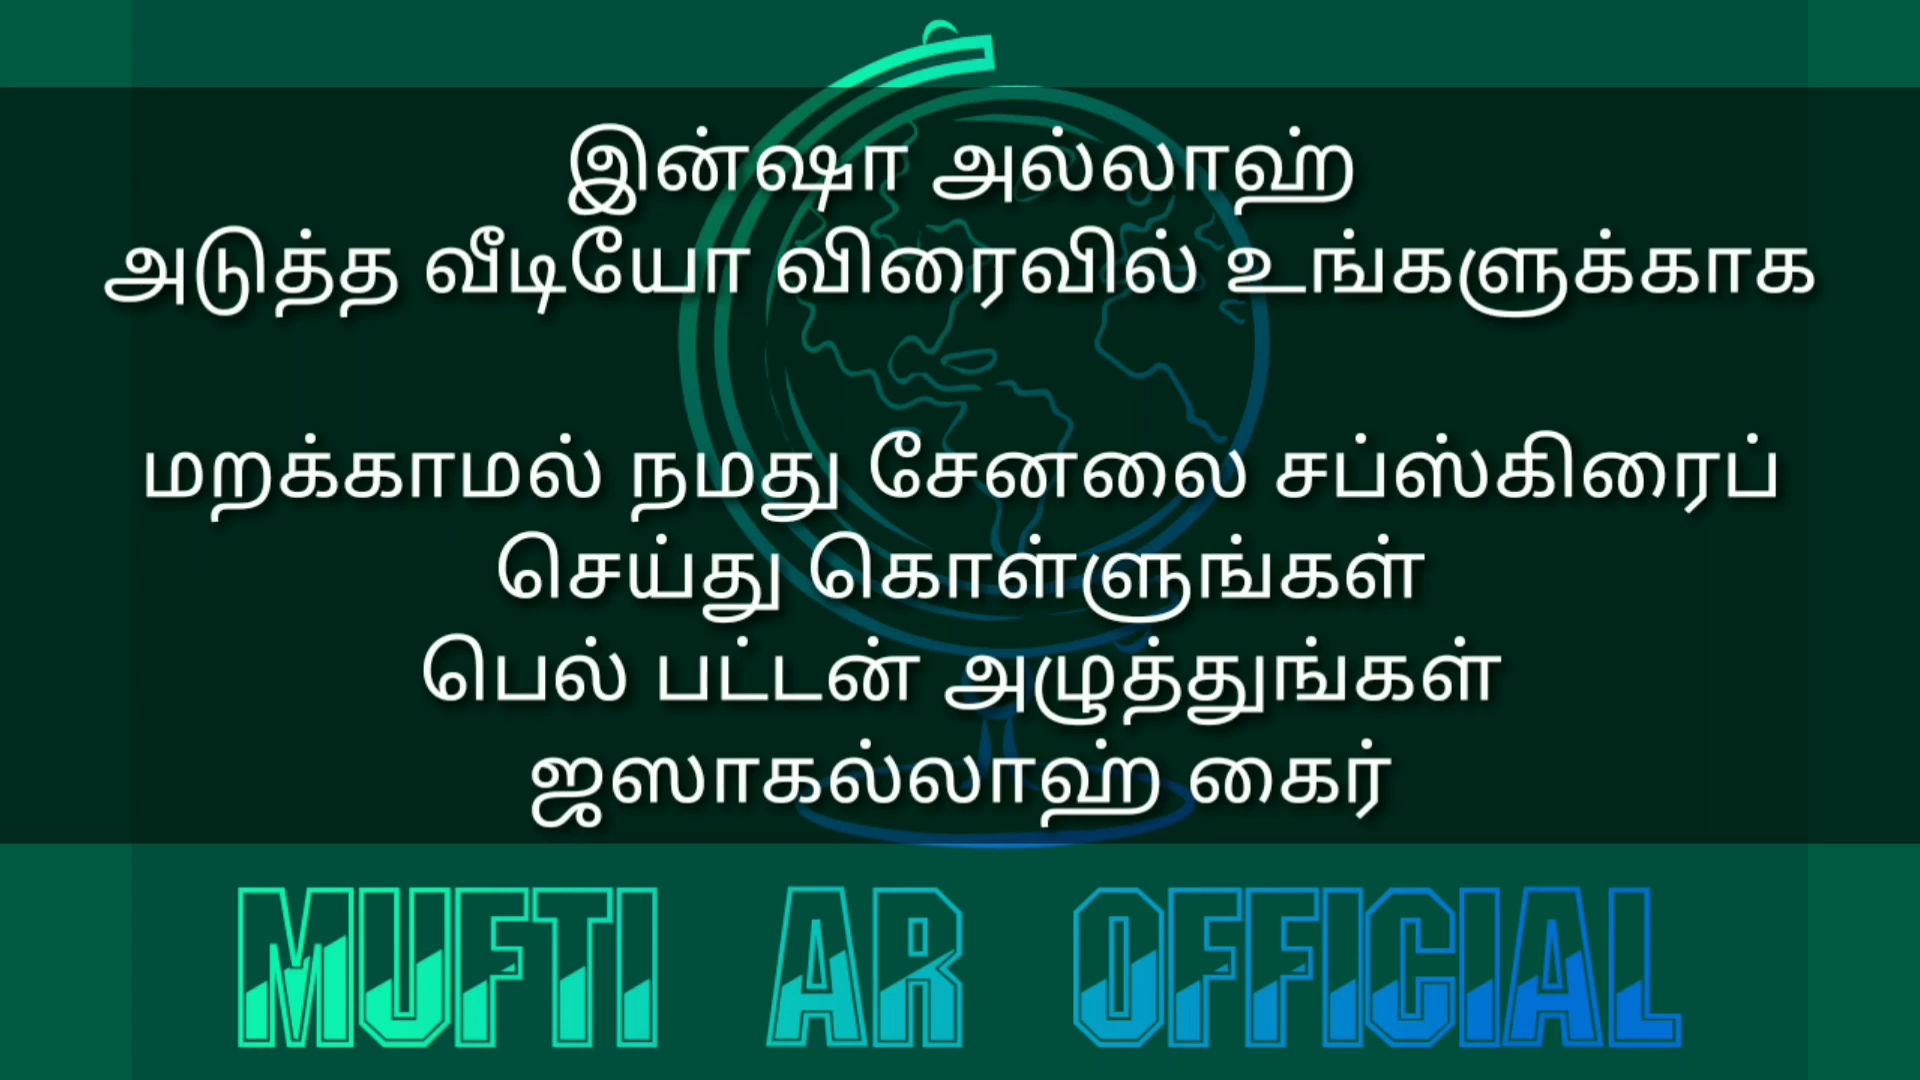 இன்ஷா அல்லாஹ்
அடுத்த வீடியோ விரைவில் உங்களுக்காக
மறக்காமல் நமது சேனலை சப்ஸ்கிரைப்
செய்து கொள்ளுங்கள்
பெல் பட்டன் அழுத்துங்கள்
ஜஸாகல்லாஹ் கைர்
MUFTI AR OFFICIAL